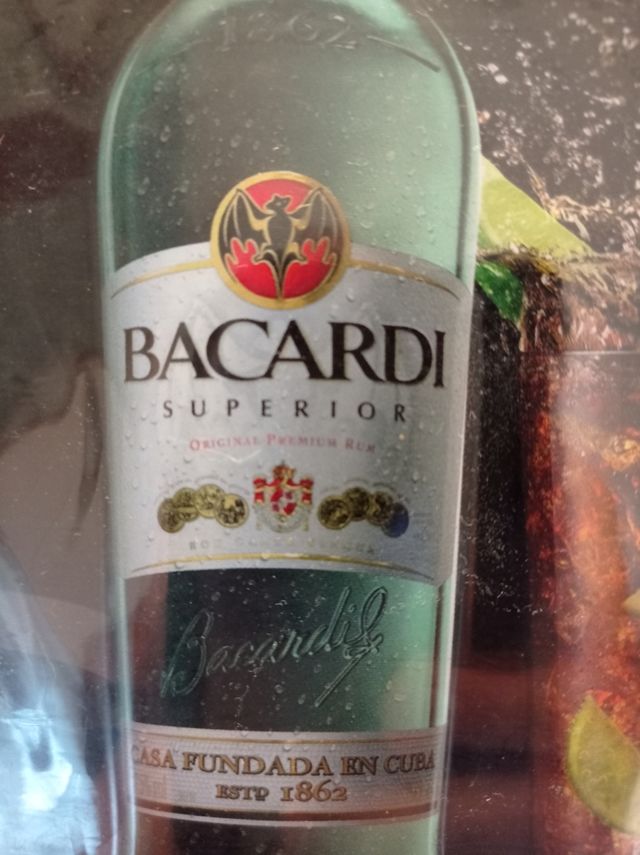 1862
BACARDI
SUPERIOR
ORIGINAL PREMIUM RUM
Bacardi
CASA FUNDADA EN CUBA
ESTD 1862